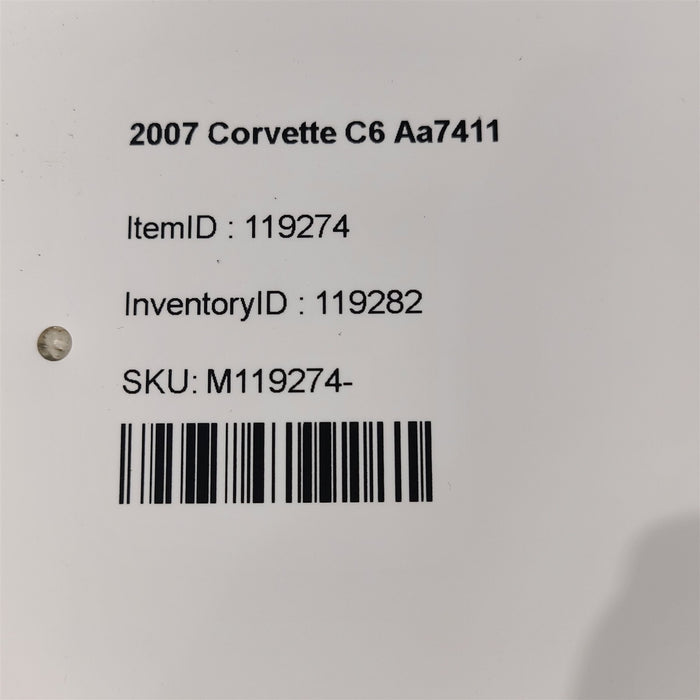 2007 Corvette C6 Aa7411
ItemID : 119274
InventoryID : 119282
SKU: M119274-